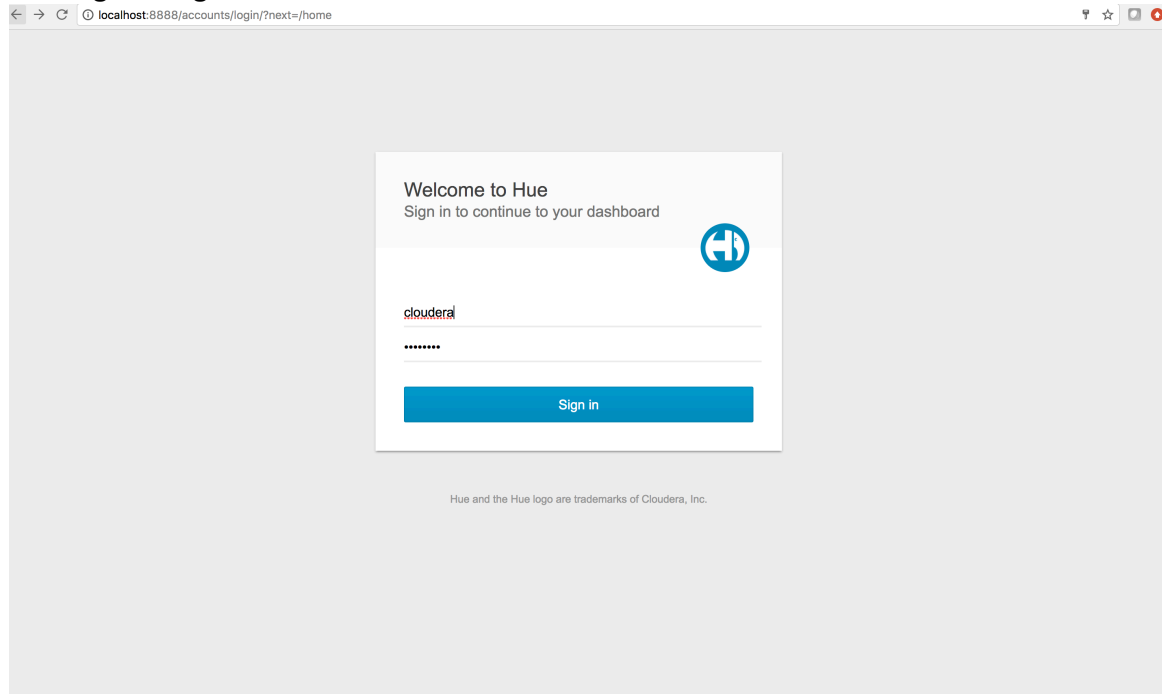 localhost:8888/accounts/login/?next=/home
Welcome to Hue
Sign in to continue to your dashboard
cloudera
••••••••
Sign in
Hue and the Hue logo are trademarks of Cloudera, Inc.